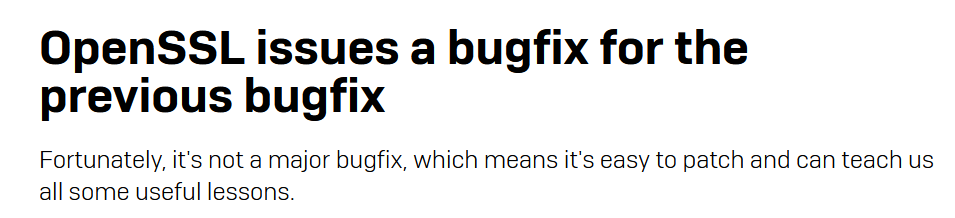 OpenSSL issues a bugfix for the
previous bugfix
Fortunately, it's not a major bugfix, which means it's easy to patch and can teach us
all some useful lessons.